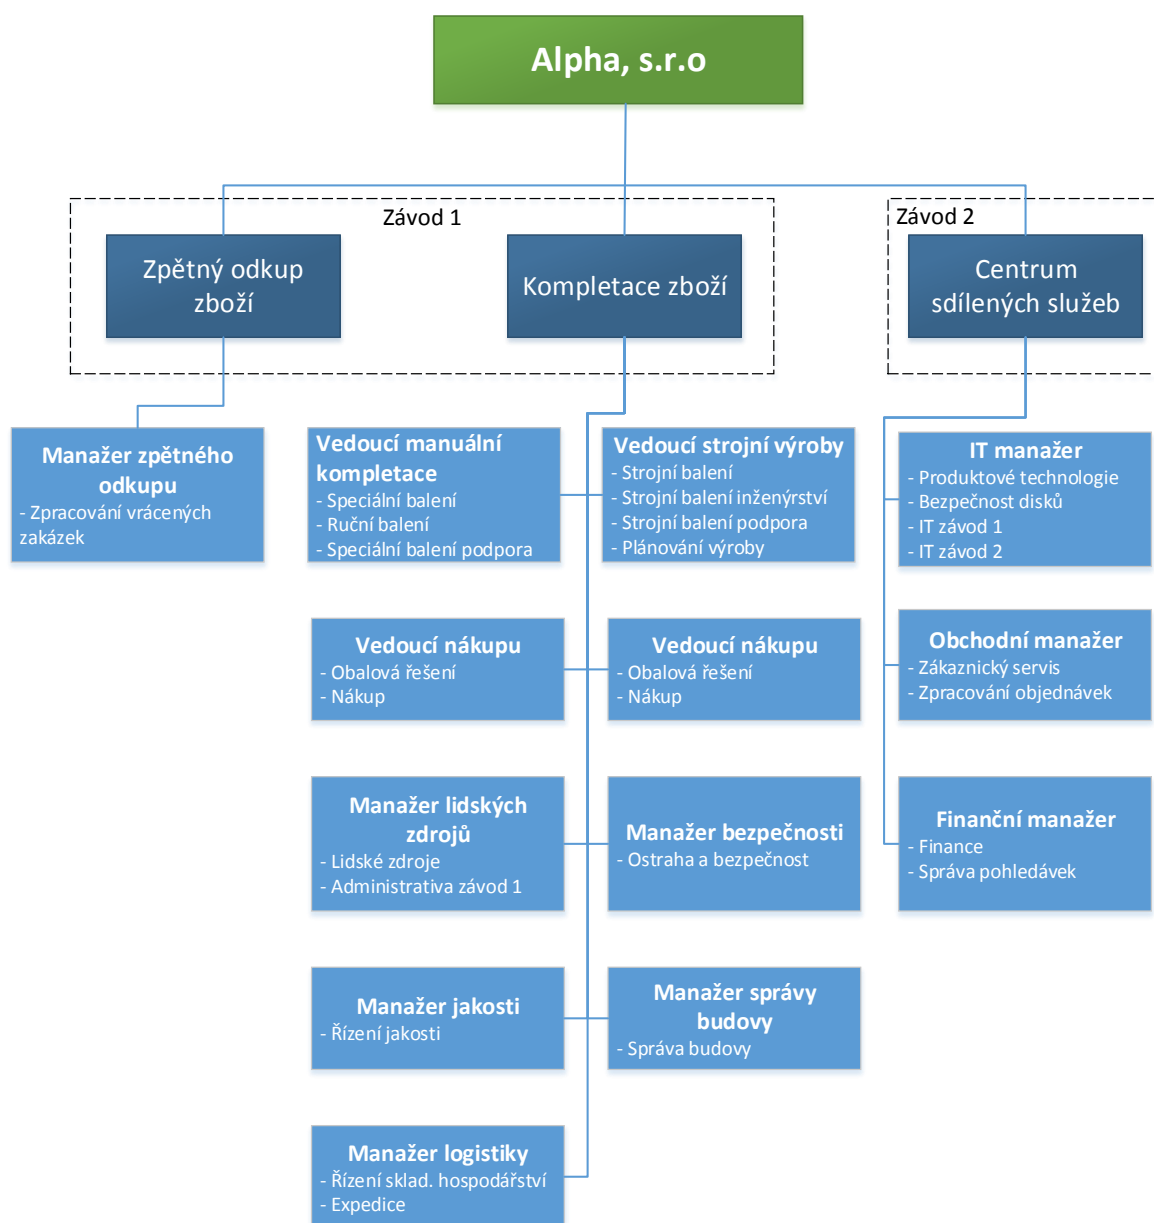 Alpha, s.r.o
Závod 1
Závod 2
Zpětný odkup
zboží
Kompletace zboží
Centrum
sdílených služeb
Manažer zpětného
odkupu
- Zpracování vrácených
zakázek
Vedoucí manuální
kompletace
- Speciální balení
- Ruční balení
- Speciální balení podpora
Vedoucí strojní výroby
- Strojní balení
- Strojní balení inženýrství
- Strojní balení podpora
- Plánování výroby
IT manažer
- Produktové technologie
- Bezpečnost disků
- IT závod 1
- IT závod 2
Vedoucí nákupu
- Obalová řešení
- Nákup
Vedoucí nákupu
- Obalová řešení
- Nákup
Obchodní manažer
- Zákaznický servis
- Zpracování objednávek
Manažer lidských
zdrojů
- Lidské zdroje
- Administrativa závod 1
Manažer bezpečnosti
- Ostraha a bezpečnost
Finanční manažer
- Finance
- Správa pohledávek
Manažer jakosti
- Řízení jakosti
Manažer správy
budovy
- Správa budovy
Manažer logistiky
- Řízení sklad. hospodářství
- Expedice